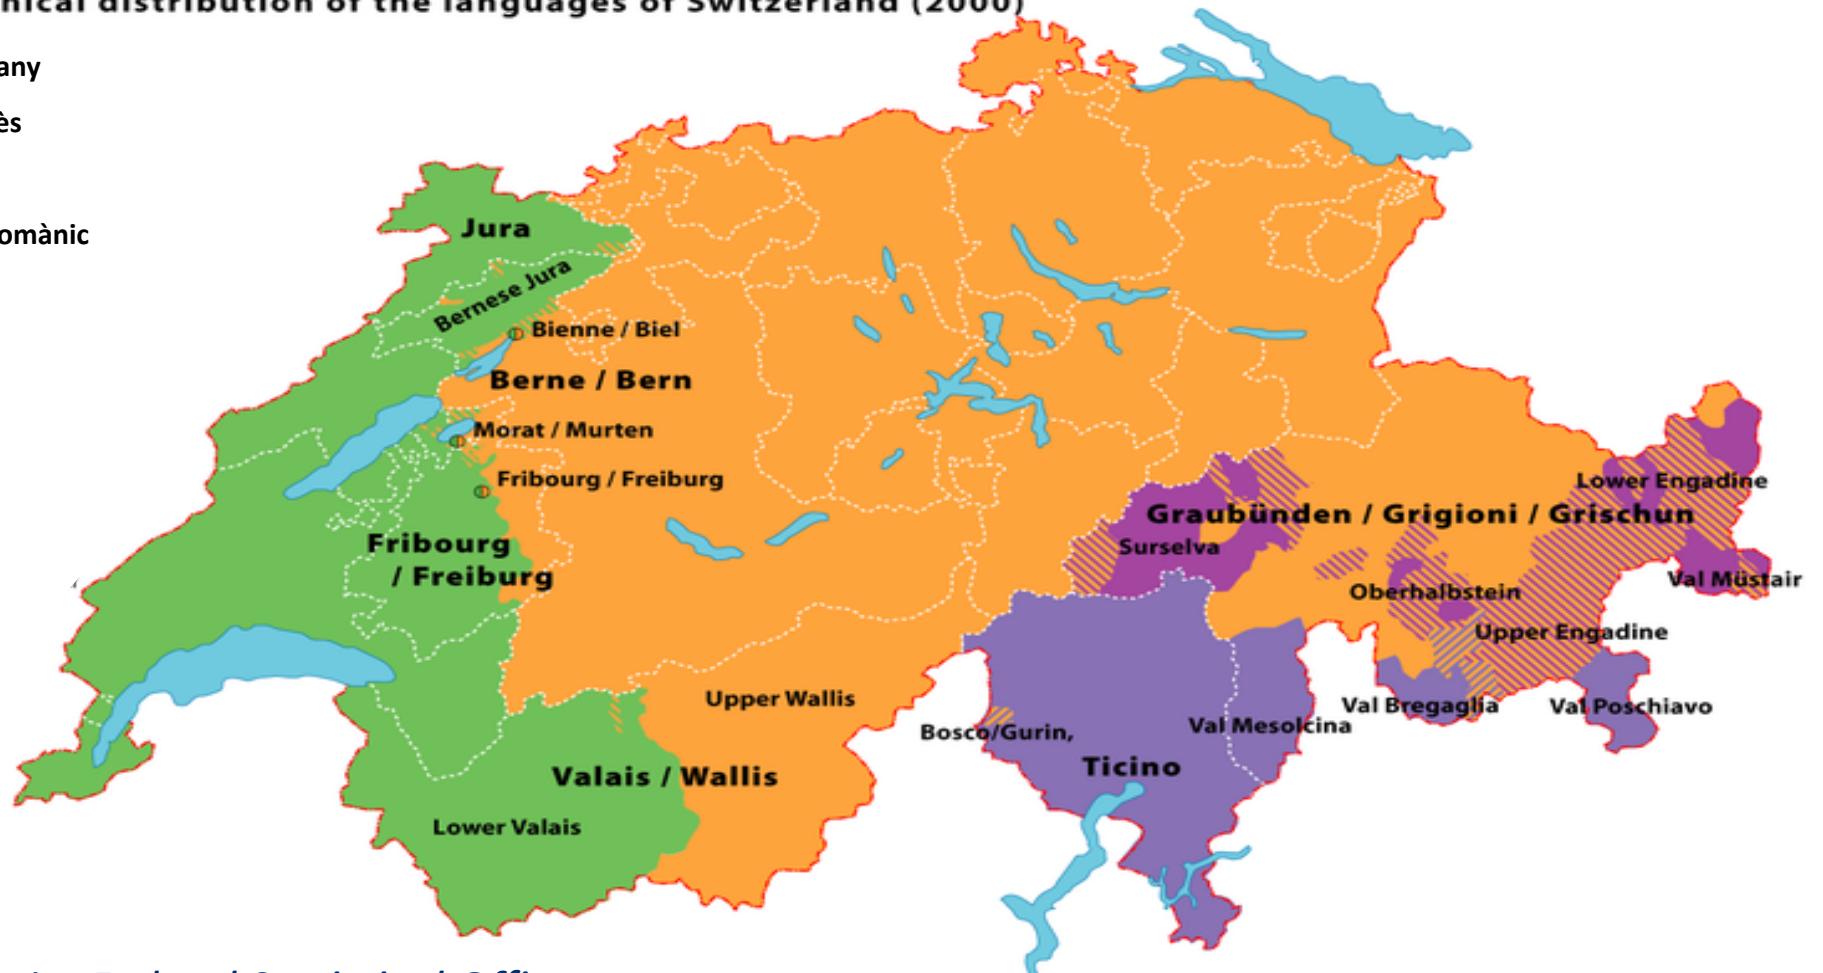 nical distribution of the languages of Switzerland (2000)
any
ès
omànic
Jura
Bernese Jura
Bienne / Biel
Berne / Bern
Morat / Murten
Fribourg / Freiburg
Fribourg
/ Freiburg
Lower Engadine
Graubünden / Grigioni / Grischun
Surselva
Val Müstair
Oberhalbstein
Upper Engadine
Upper Wallis
Val Bregaglia
Val Poschiavo
Bosco/Gurin,
Val Mesolcina
Ticino
Valais / Wallis
Lower Valais